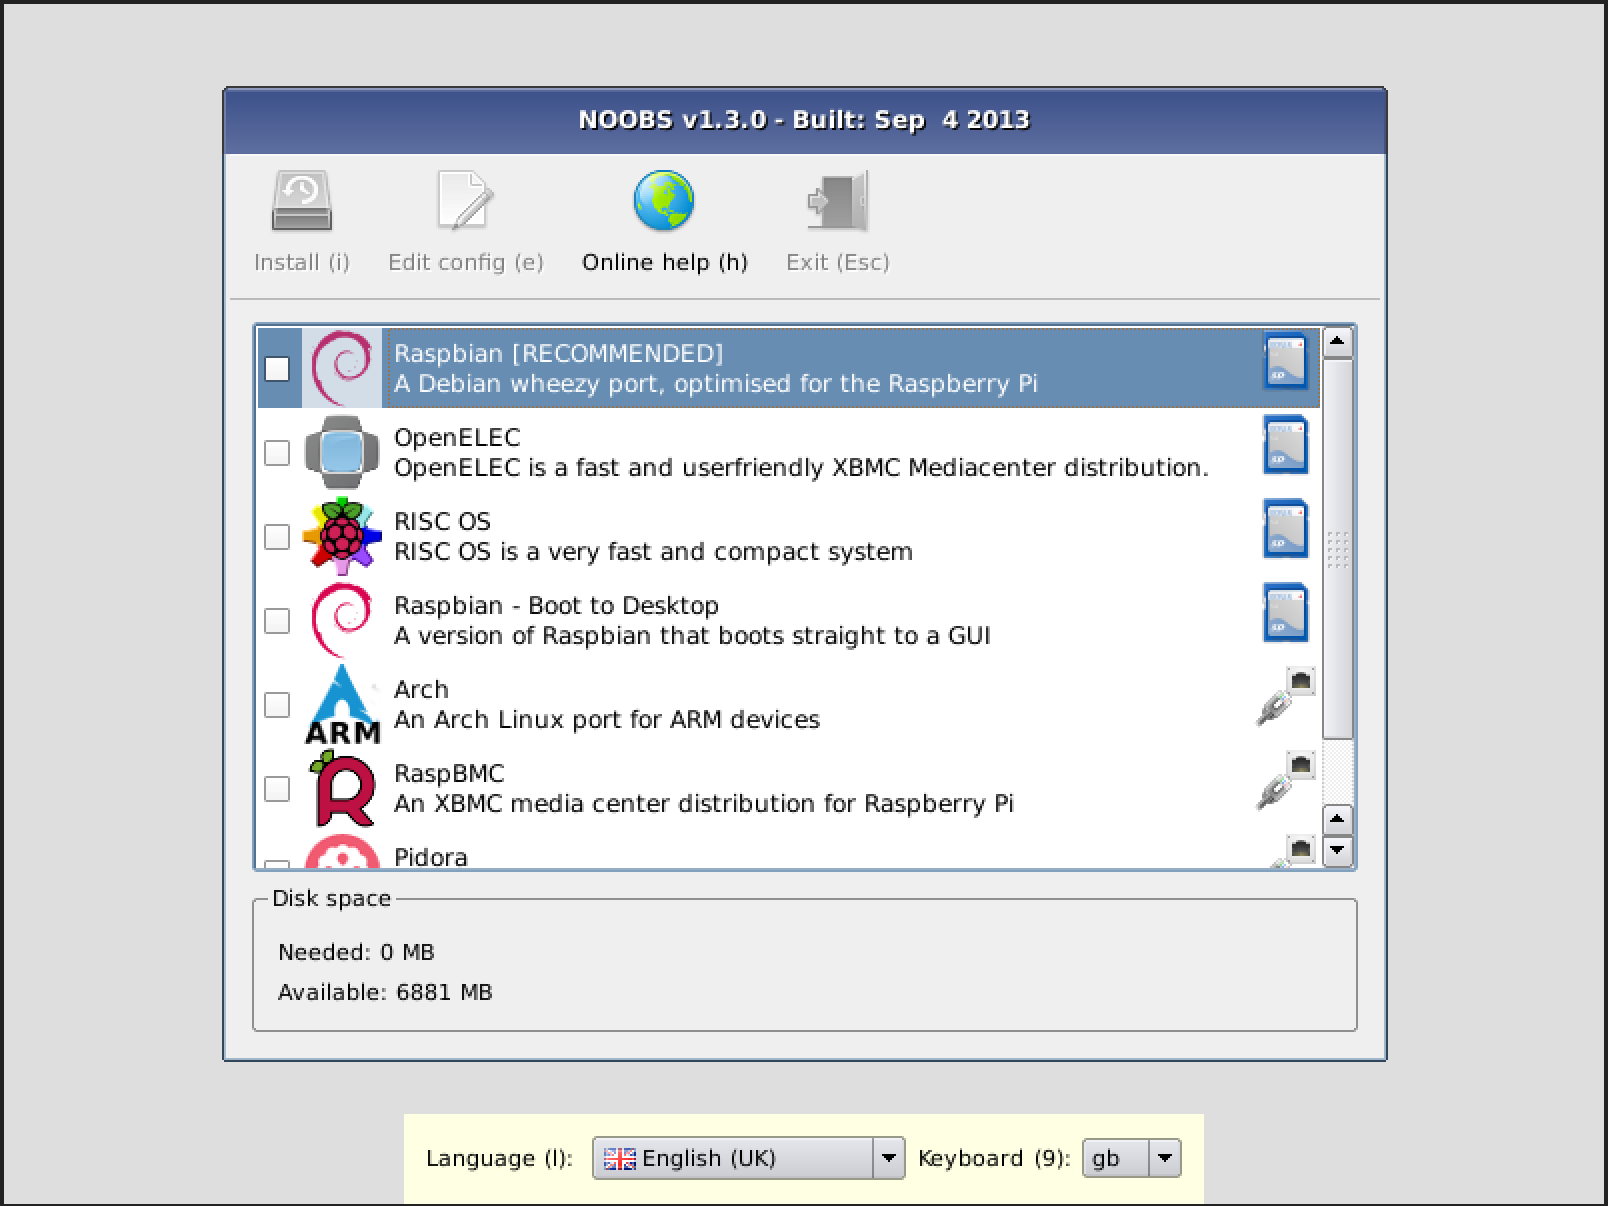 NOOBS v1.3.0 - Built: Sep  4 2013
Install (i)
Edit config (e)
Online help (h)
Exit (Esc)
Raspbian [RECOMMENDED]
A Debian wheezy port, optimised for the Raspberry Pi
OpenELEC
OpenELEC is a fast and userfriendly XBMC Mediacenter distribution.
RISC OS
RISC OS is a very fast and compact system
Raspbian - Boot to Desktop
A version of Raspbian that boots straight to a GUI
ARM
Arch
An Arch Linux port for ARM devices
RaspBMC
An XBMC media center distribution for Raspberry Pi
Pidora
Disk space
Needed: 0 MB
Available: 6881 MB
Language (l): English (UK) Keyboard (9): gb